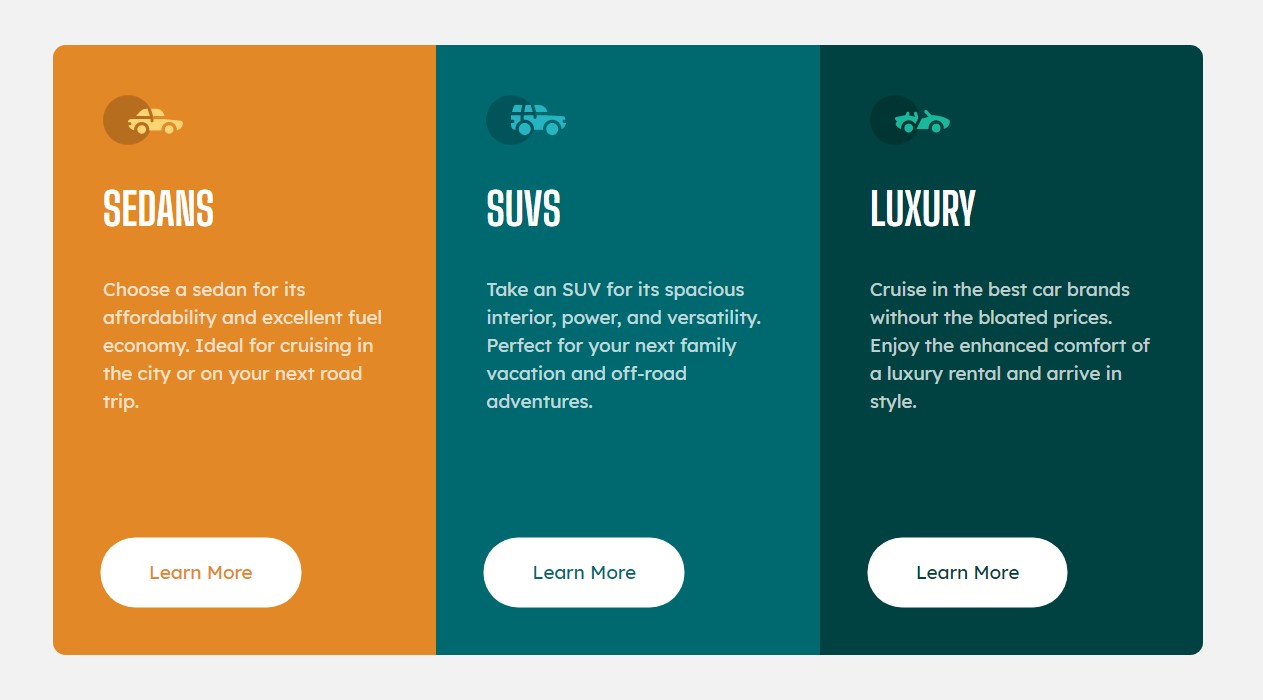 SEDANS
Choose a sedan for its
affordability and excellent fuel
economy. Ideal for cruising in
the city or on your next road
trip.
Learn More
SUVS
Take an SUV for its spacious
interior, power, and versatility.
Perfect for your next family
vacation and off-road
adventures.
Learn More
LUXURY
Cruise in the best car brands
without the bloated prices.
Enjoy the enhanced comfort of
a luxury rental and arrive in
style.
Learn More